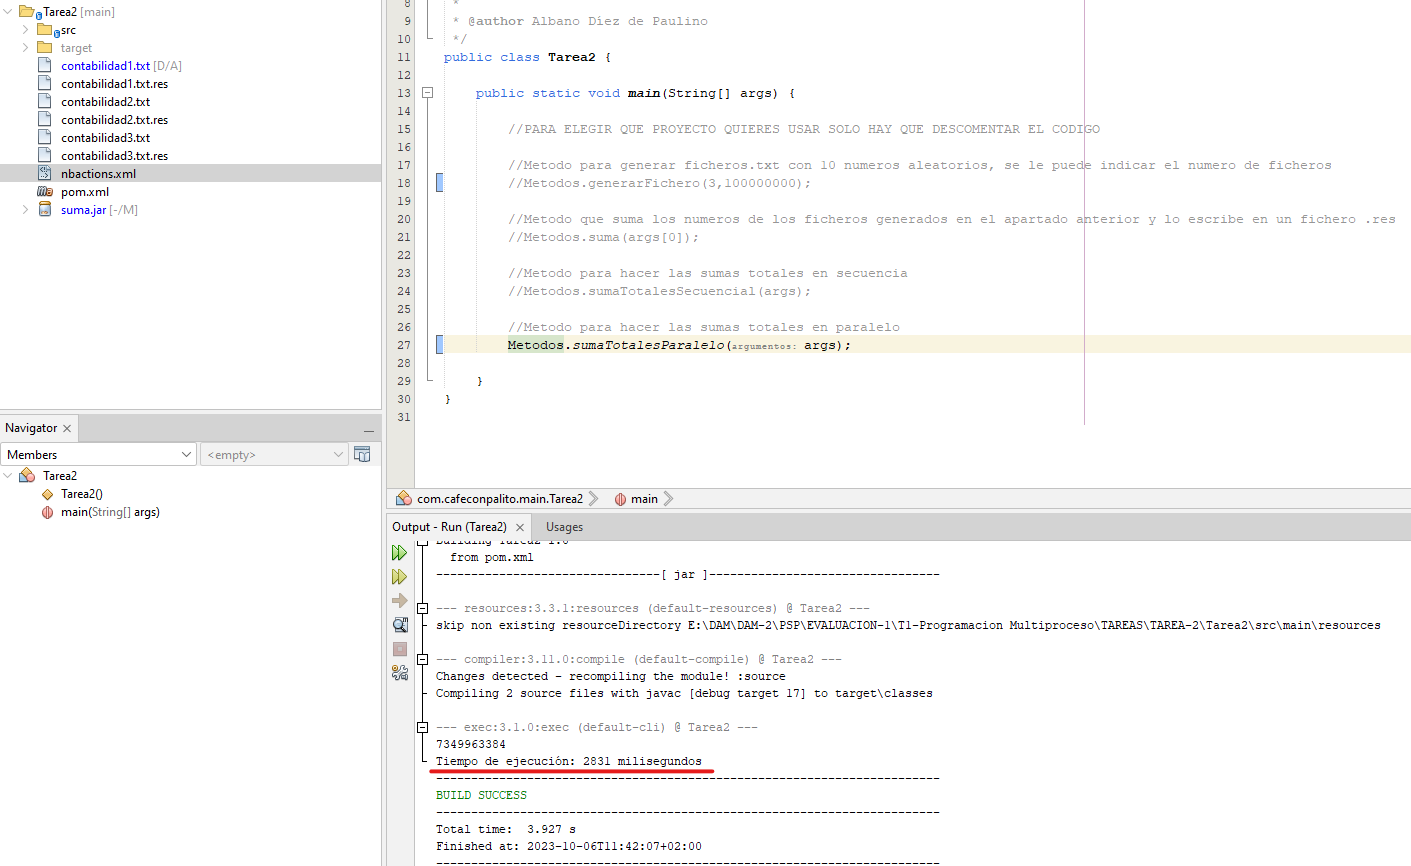 Tarea2 [main]
src
target
contabilidad1.txt [D/A]
contabilidad1.txt.res
contabilidad2.txt
contabilidad2.txt.res
contabilidad3.txt
contabilidad3.txt.res
nbactions.xml
pom.xml
suma.jar [-/M]
Navigator
Members
<empty>
Tarea2
Tarea2()
main(String[] args)
8 *
9 * @author Albano Díez de Paulino
10 */
11 public class Tarea2 {
12
13 public static void main(String[] args) {
14
15 //PARA ELEGIR QUE PROYECTO QUIERES USAR SOLO HAY QUE DESCOMENTAR EL CODIGO
16
17 //Metodo para generar ficheros.txt con 10 numeros aleatorios, se le puede indicar el numero de ficheros
18 //Metodos.generarFichero(3,100000000);
19
20 //Metodo que suma los numeros de los ficheros generados en el apartado anterior y lo escribe en un fichero .res
21 //Metodos.suma(args[0]);
22
23 //Metodo para hacer las sumas totales en secuencia
24 //Metodos.sumaTotalesSecuencial(args);
25
26 //Metodo para hacer las sumas totales en paralelo
27 Metodos.sumaTotalesParalelo(argumentos: args);
28
29 }
30 }
31
com.cafeconpalito.main.Tarea2 main
Output - Run (Tarea2) Usages
Building Tarea2 1.0
from pom.xml
--------------------------------[ jar ]---------------------------------
--- resources:3.3.1:resources (default-resources) @ Tarea2 ---
skip non existing resourceDirectory E:\DAM\DAM-2\PSP\EVALUACION-1\T1-Programacion Multiproceso\TAREAS\TAREA-2\Tarea2\src\main\resources
--- compiler:3.11.0:compile (default-compile) @ Tarea2 ---
Changes detected - recompiling the module! :source
Compiling 2 source files with javac [debug target 17] to target\classes
--- exec:3.1.0:exec (default-cli) @ Tarea2 ---
7349963384
Tiempo de ejecución: 2831 milisegundos
------------------------------------------------------------------------
BUILD SUCCESS
------------------------------------------------------------------------
Total time:  3.927 s
Finished at: 2023-10-06T11:42:07+02:00
------------------------------------------------------------------------